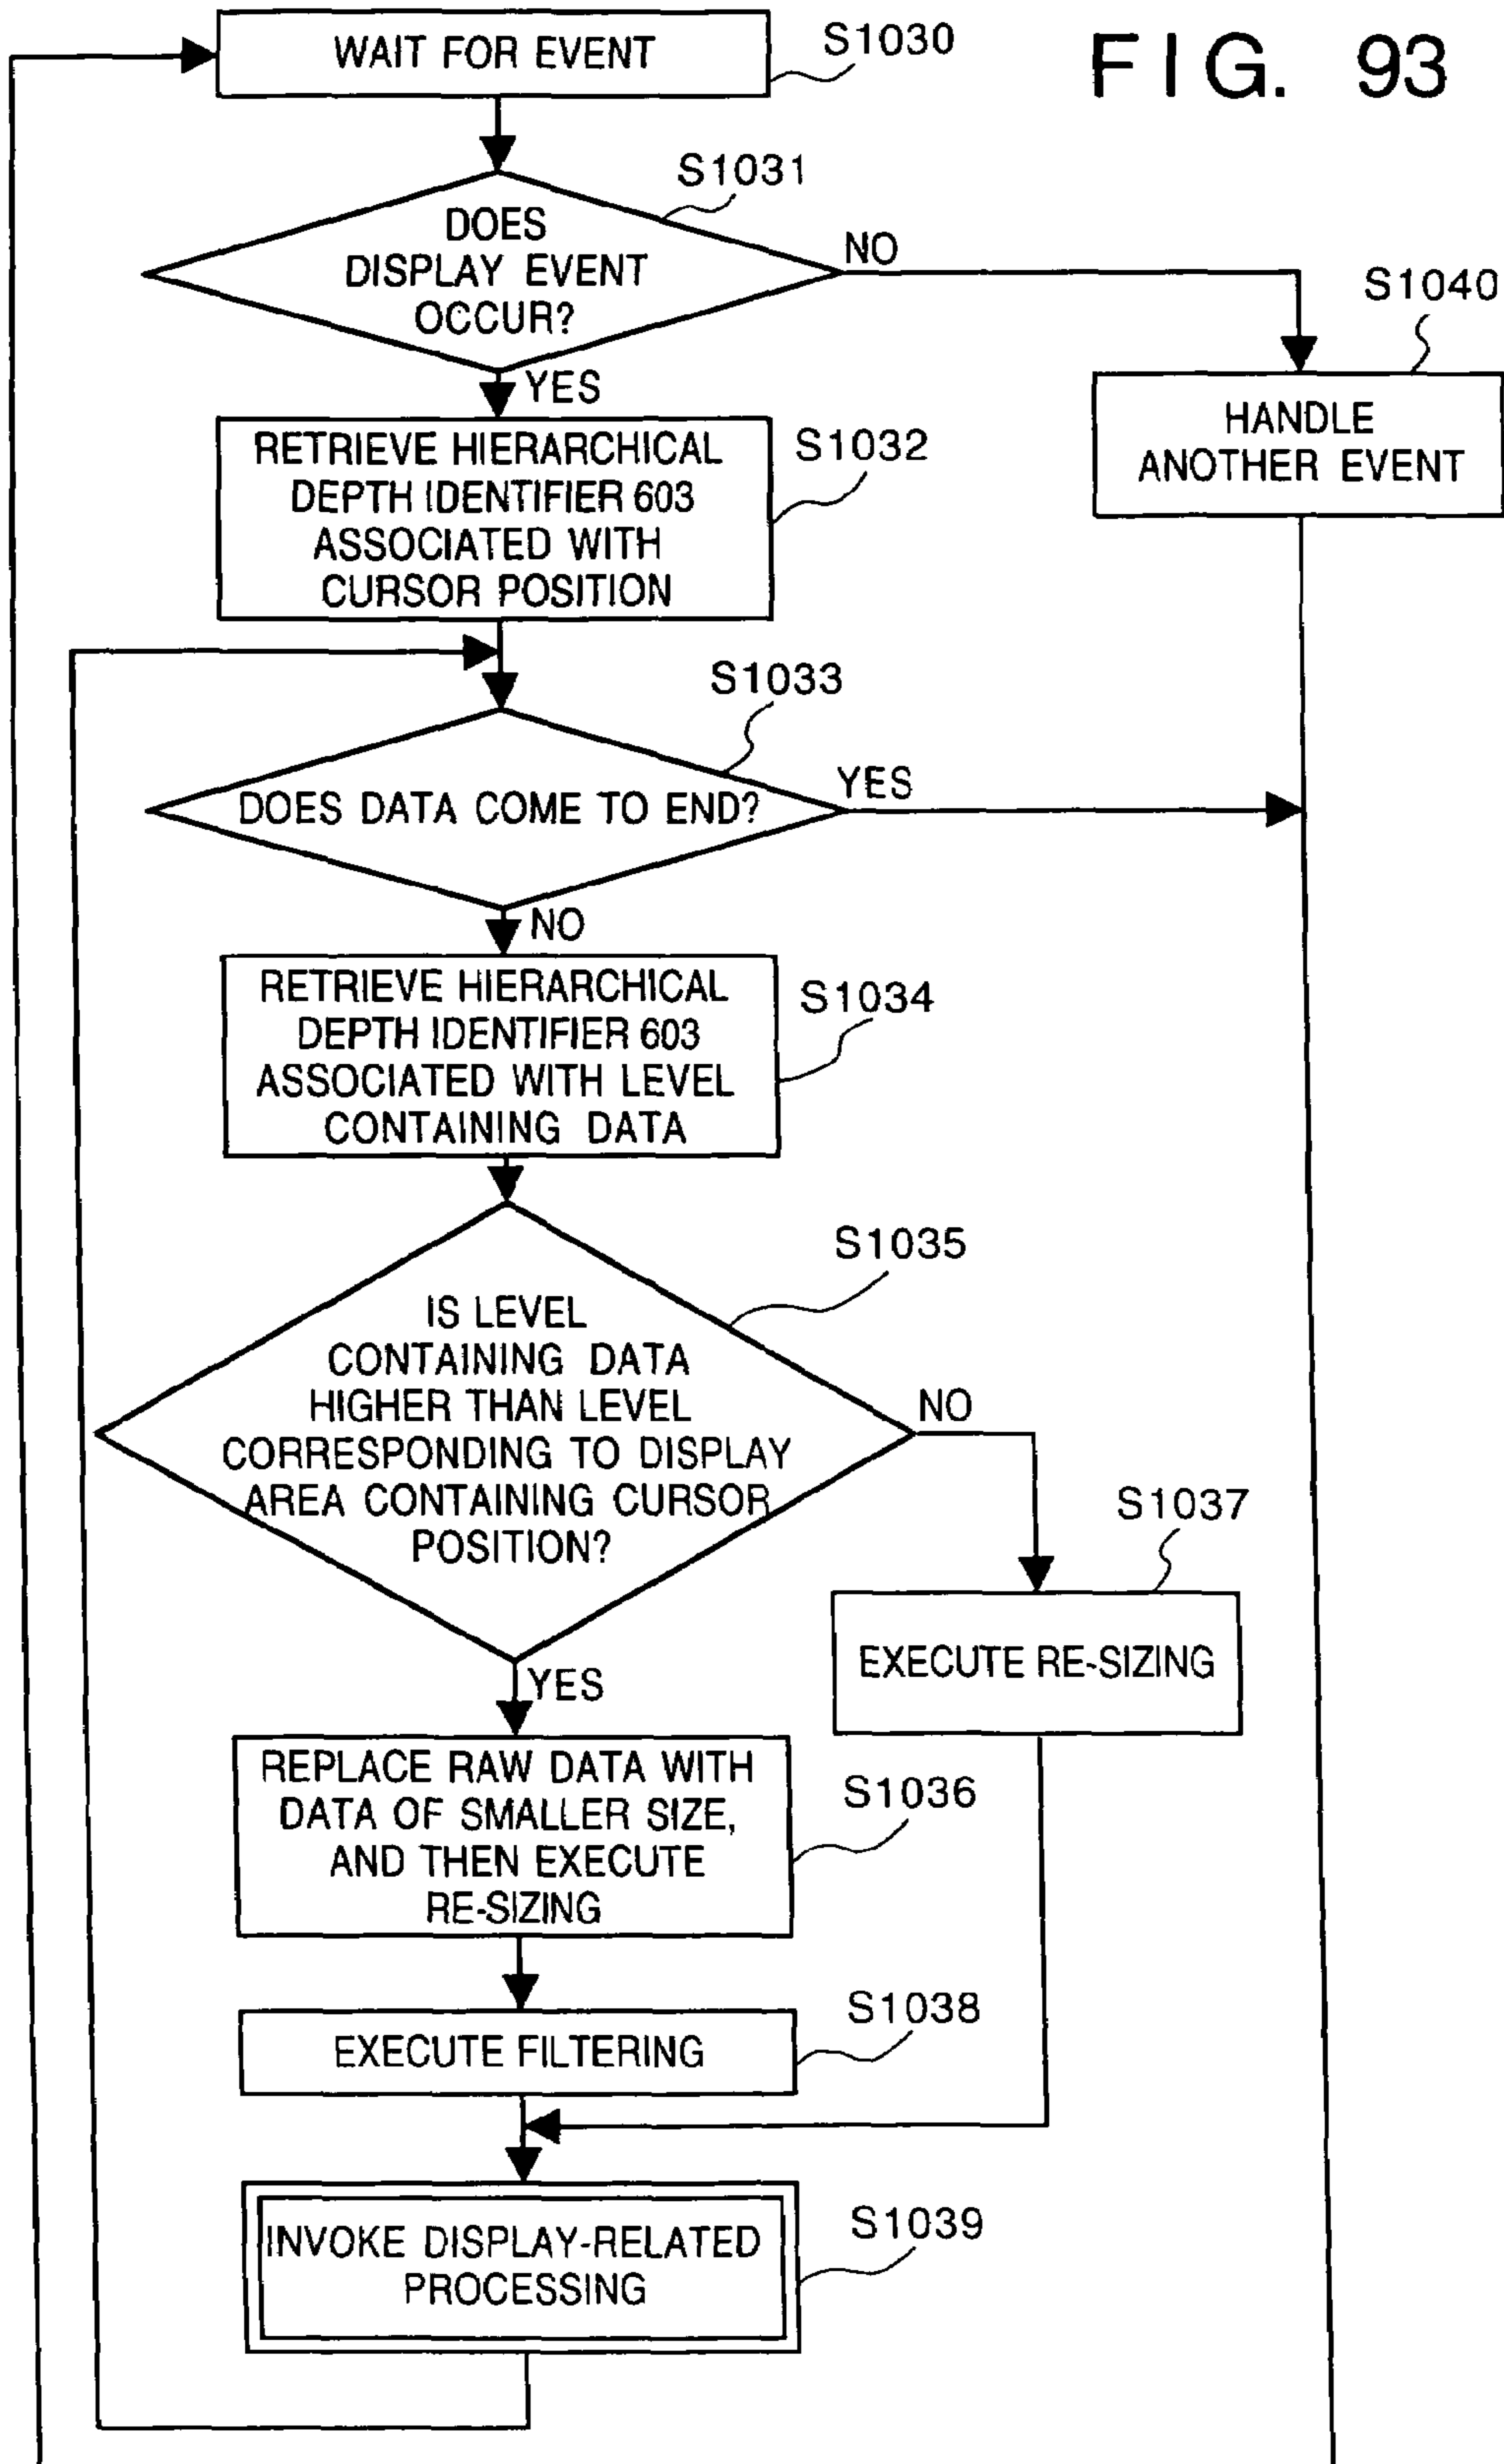 FIG. 93
WAIT FOR EVENT
S1030
S1031
DOES
DISPLAY EVENT
OCCUR?
NO
S1040
HANDLE
ANOTHER EVENT
YES
RETRIEVE HIERARCHICAL
DEPTH IDENTIFIER 603
ASSOCIATED WITH
CURSOR POSITION
S1032
S1033
DOES DATA COME TO END?
YES
NO
RETRIEVE HIERARCHICAL
DEPTH IDENTIFIER 603
ASSOCIATED WITH LEVEL
CONTAINING DATA
S1034
S1035
IS LEVEL
CONTAINING DATA
HIGHER THAN LEVEL
CORRESPONDING TO DISPLAY
AREA CONTAINING CURSOR
POSITION?
NO
S1037
EXECUTE RE-SIZING
YES
REPLACE RAW DATA WITH
DATA OF SMALLER SIZE,
AND THEN EXECUTE
RE-SIZING
S1036
EXECUTE FILTERING
S1038
INVOKE DISPLAY-RELATED
PROCESSING
S1039